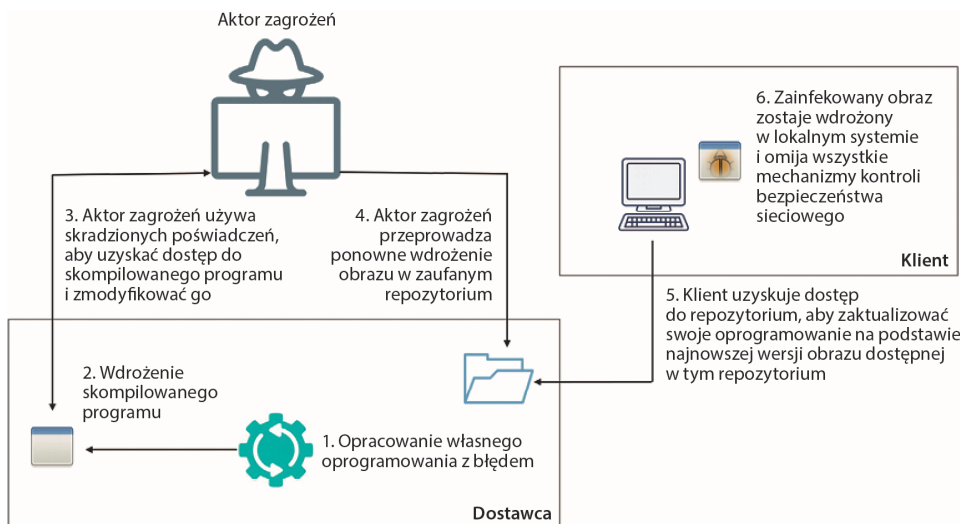 Aktor zagrożeń
6. Zainfekowany obraz
zostaje wdrożony
w lokalnym systemie
i omija wszystkie
mechanizmy kontroli
bezpieczeństwa
sieciowego
Klient
3. Aktor zagrożeń używa
skradzionych poświadczeń,
aby uzyskać dostęp do
skompilowanego programu
i zmodyfikować go
4. Aktor zagrożeń
przeprowadza
ponowne wdrożenie
obrazu w zaufanym
repozytorium
5. Klient uzyskuje dostęp
do repozytorium, aby zaktualizować
swoje oprogramowanie na podstawie
najnowszej wersji obrazu dostępnej
w tym repozytorium
2. Wdrożenie
skompilowanego
programu
1. Opracowanie własnego
oprogramowania z błędem
Dostawca